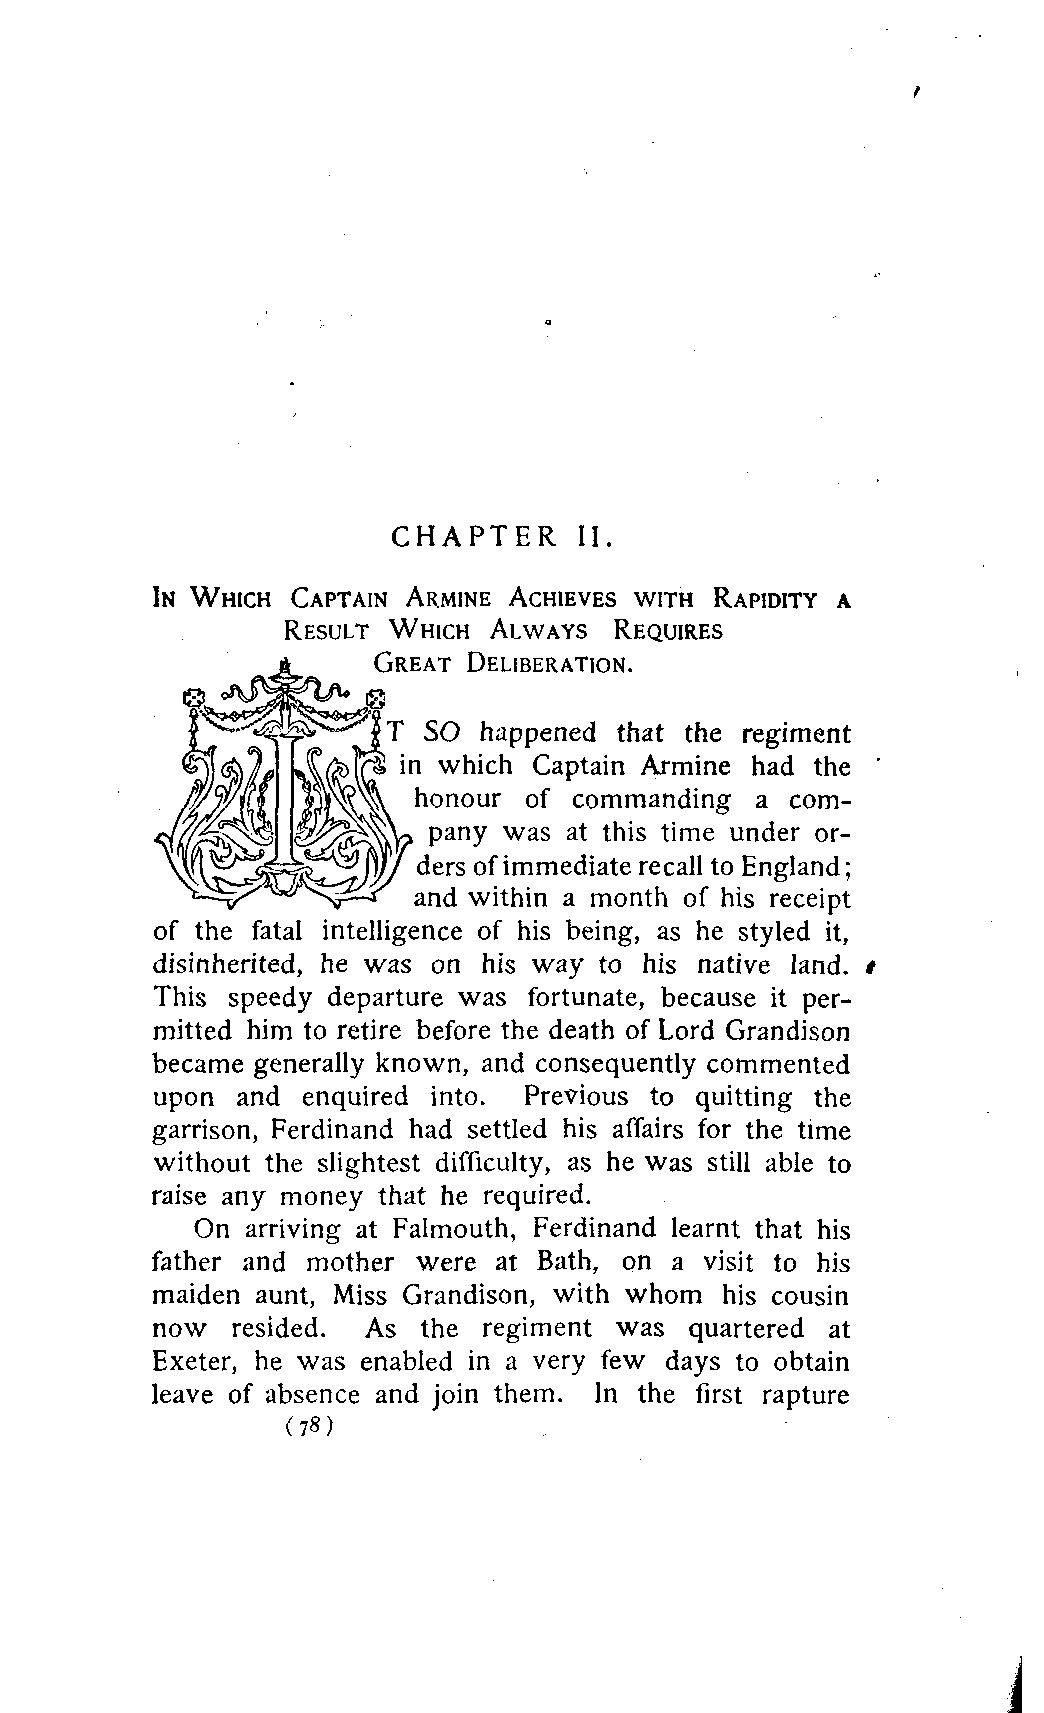 CHAPTER II.
IN WHICH CAPTAIN ARMINE ACHIEVES WITH RAPIDITY A
RESULT WHICH ALWAYS REQUIRES
GREAT DELIBERATION.
IT SO happened that the regiment
in which Captain Armine had the
honour of commanding a com-
pany was at this time under or-
ders of immediate recall to England;
and within a month of his receipt
of the fatal intelligence of his being, as he styled it,
disinherited, he was on his way to his native land.
This speedy departure was fortunate, because it per-
mitted him to retire before the death of Lord Grandison
became generally known, and consequently commented
upon and enquired into. Previous to quitting the
garrison, Ferdinand had settled his affairs for the time
without the slightest difficulty, as he was still able to
raise any money that he required.
On arriving at Falmouth, Ferdinand learnt that his
father and mother were at Bath, on a visit to his
maiden aunt, Miss Grandison, with whom his cousin
now resided. As the regiment was quartered at
Exeter, he was enabled in a very few days to obtain
leave of absence and join them. In the first rapture
(78)